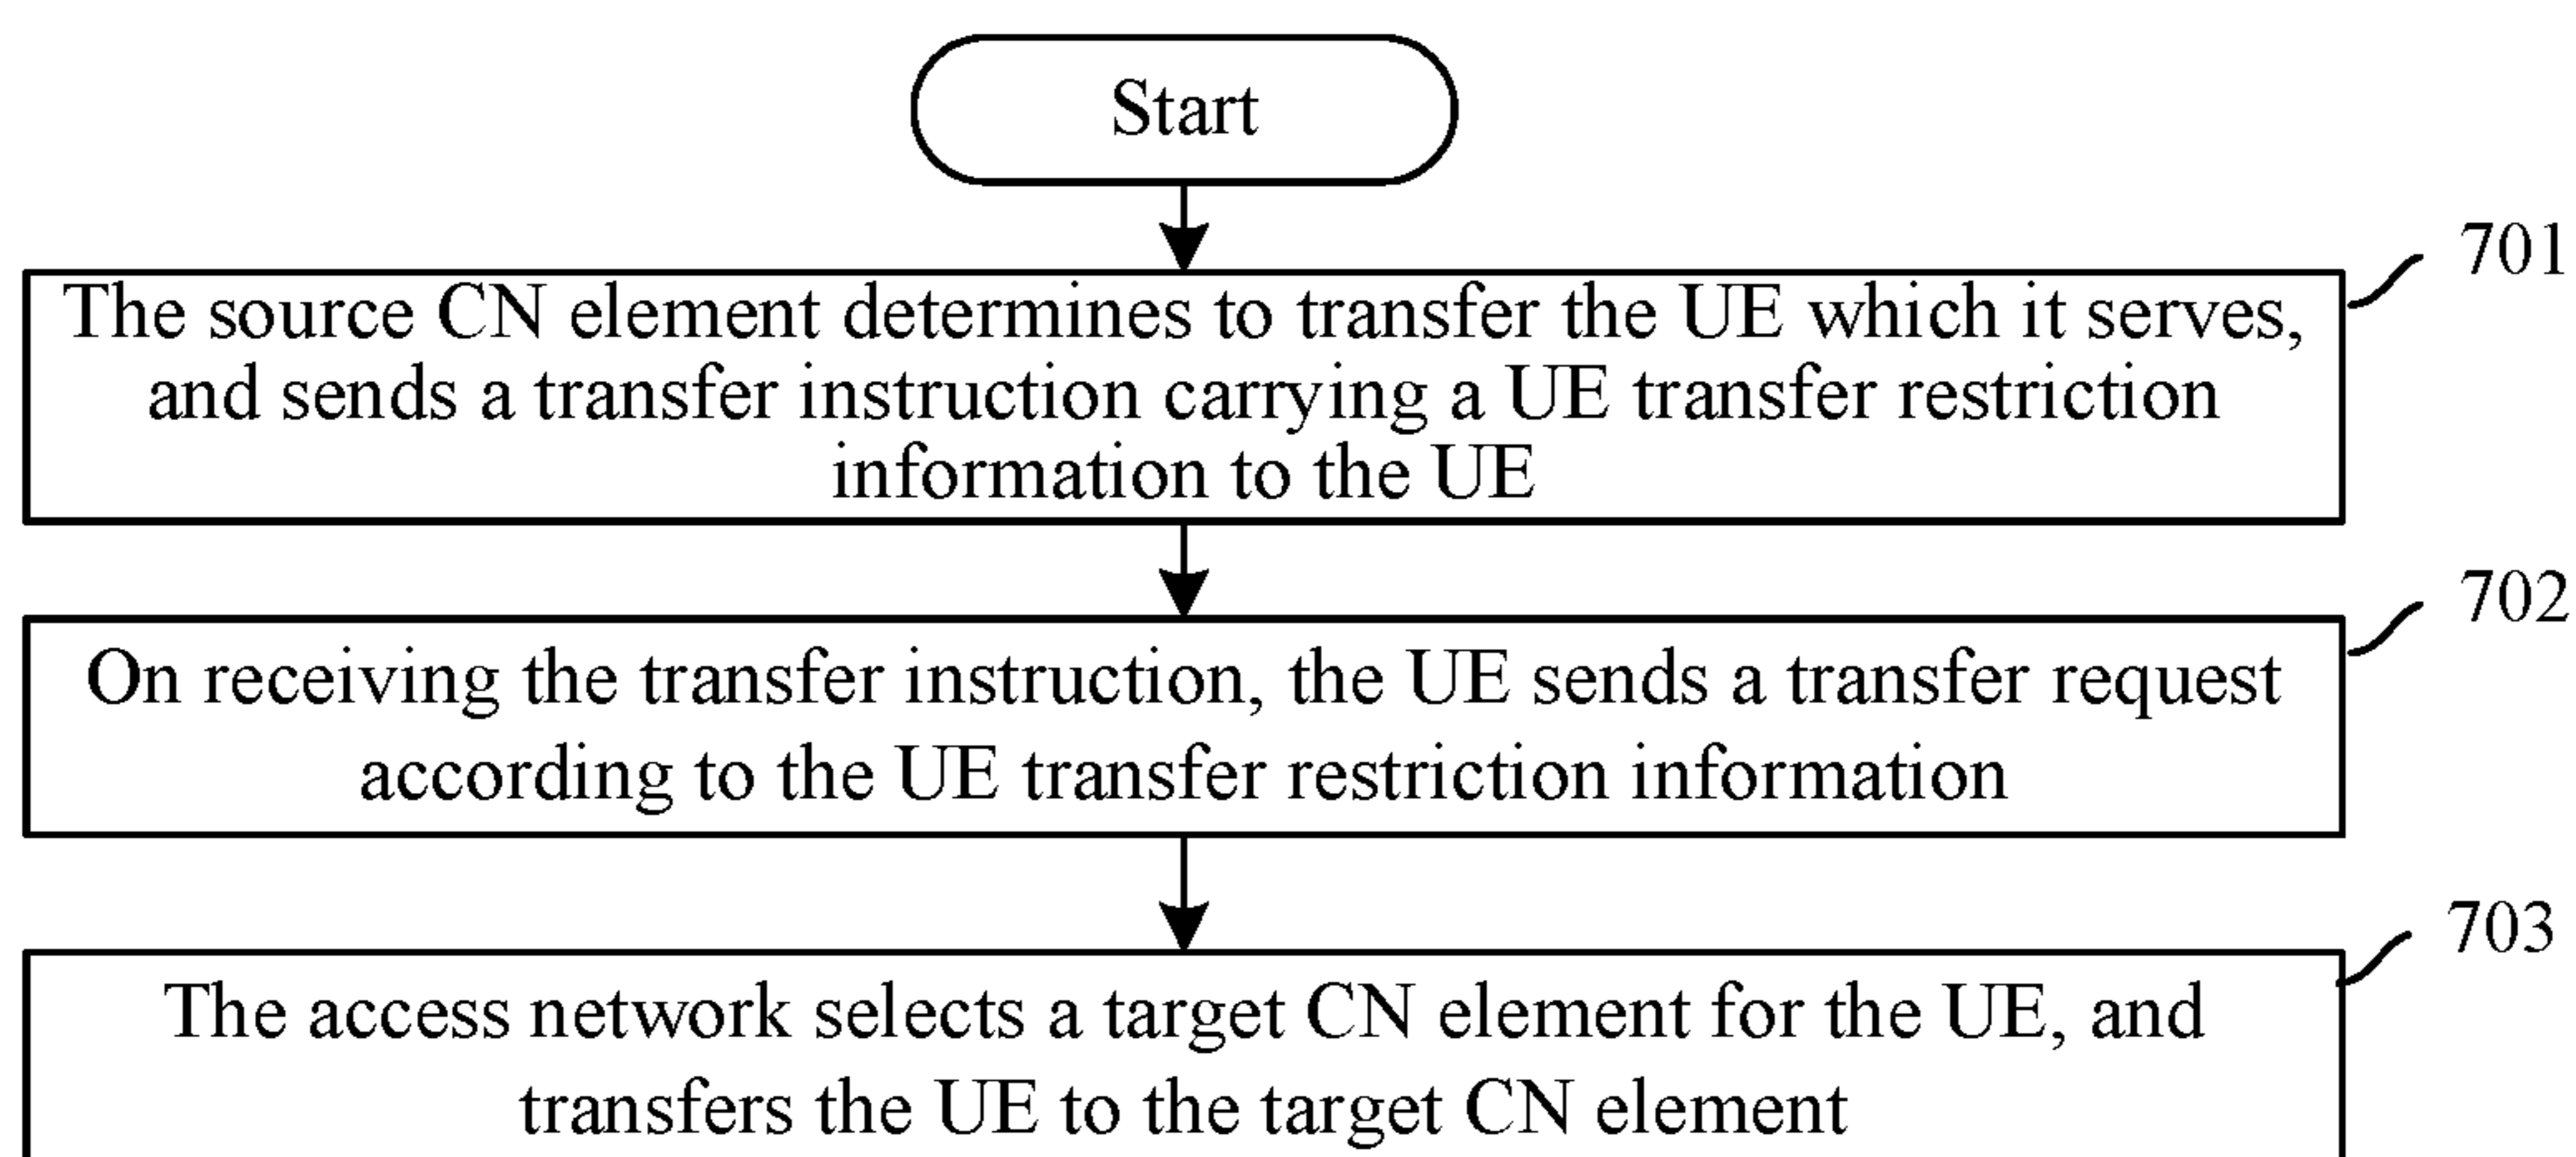 Start
701
The source CN element determines to transfer the UE which it serves,
and sends a transfer instruction carrying a UE transfer restriction
information to the UE
702
On receiving the transfer instruction, the UE sends a transfer request
according to the UE transfer restriction information
703
The access network selects a target CN element for the UE, and
transfers the UE to the target CN element